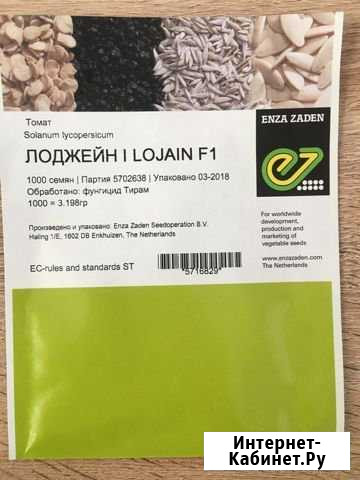 ENZA ZADEN
Томат
Solanum lycopersicum
ЛОДЖЕЙН I LOJAIN F1
1000 семян | Партия 5702638 | Упаковано 03-2018
Обработано: фунгицид Тирам
1000 = 3.198гр
Произведено и упаковано: Enza Zaden Seedoperation B.V.
Haling 1/E, 1602 DB Enkhuizen, The Netherlands
EC-rules and standards ST
*5716829*
For worldwide
development,
production and
marketing of
vegetable seeds
www.enzazaden.com
The Netherlands
Интернет-
Кабинет.Ру